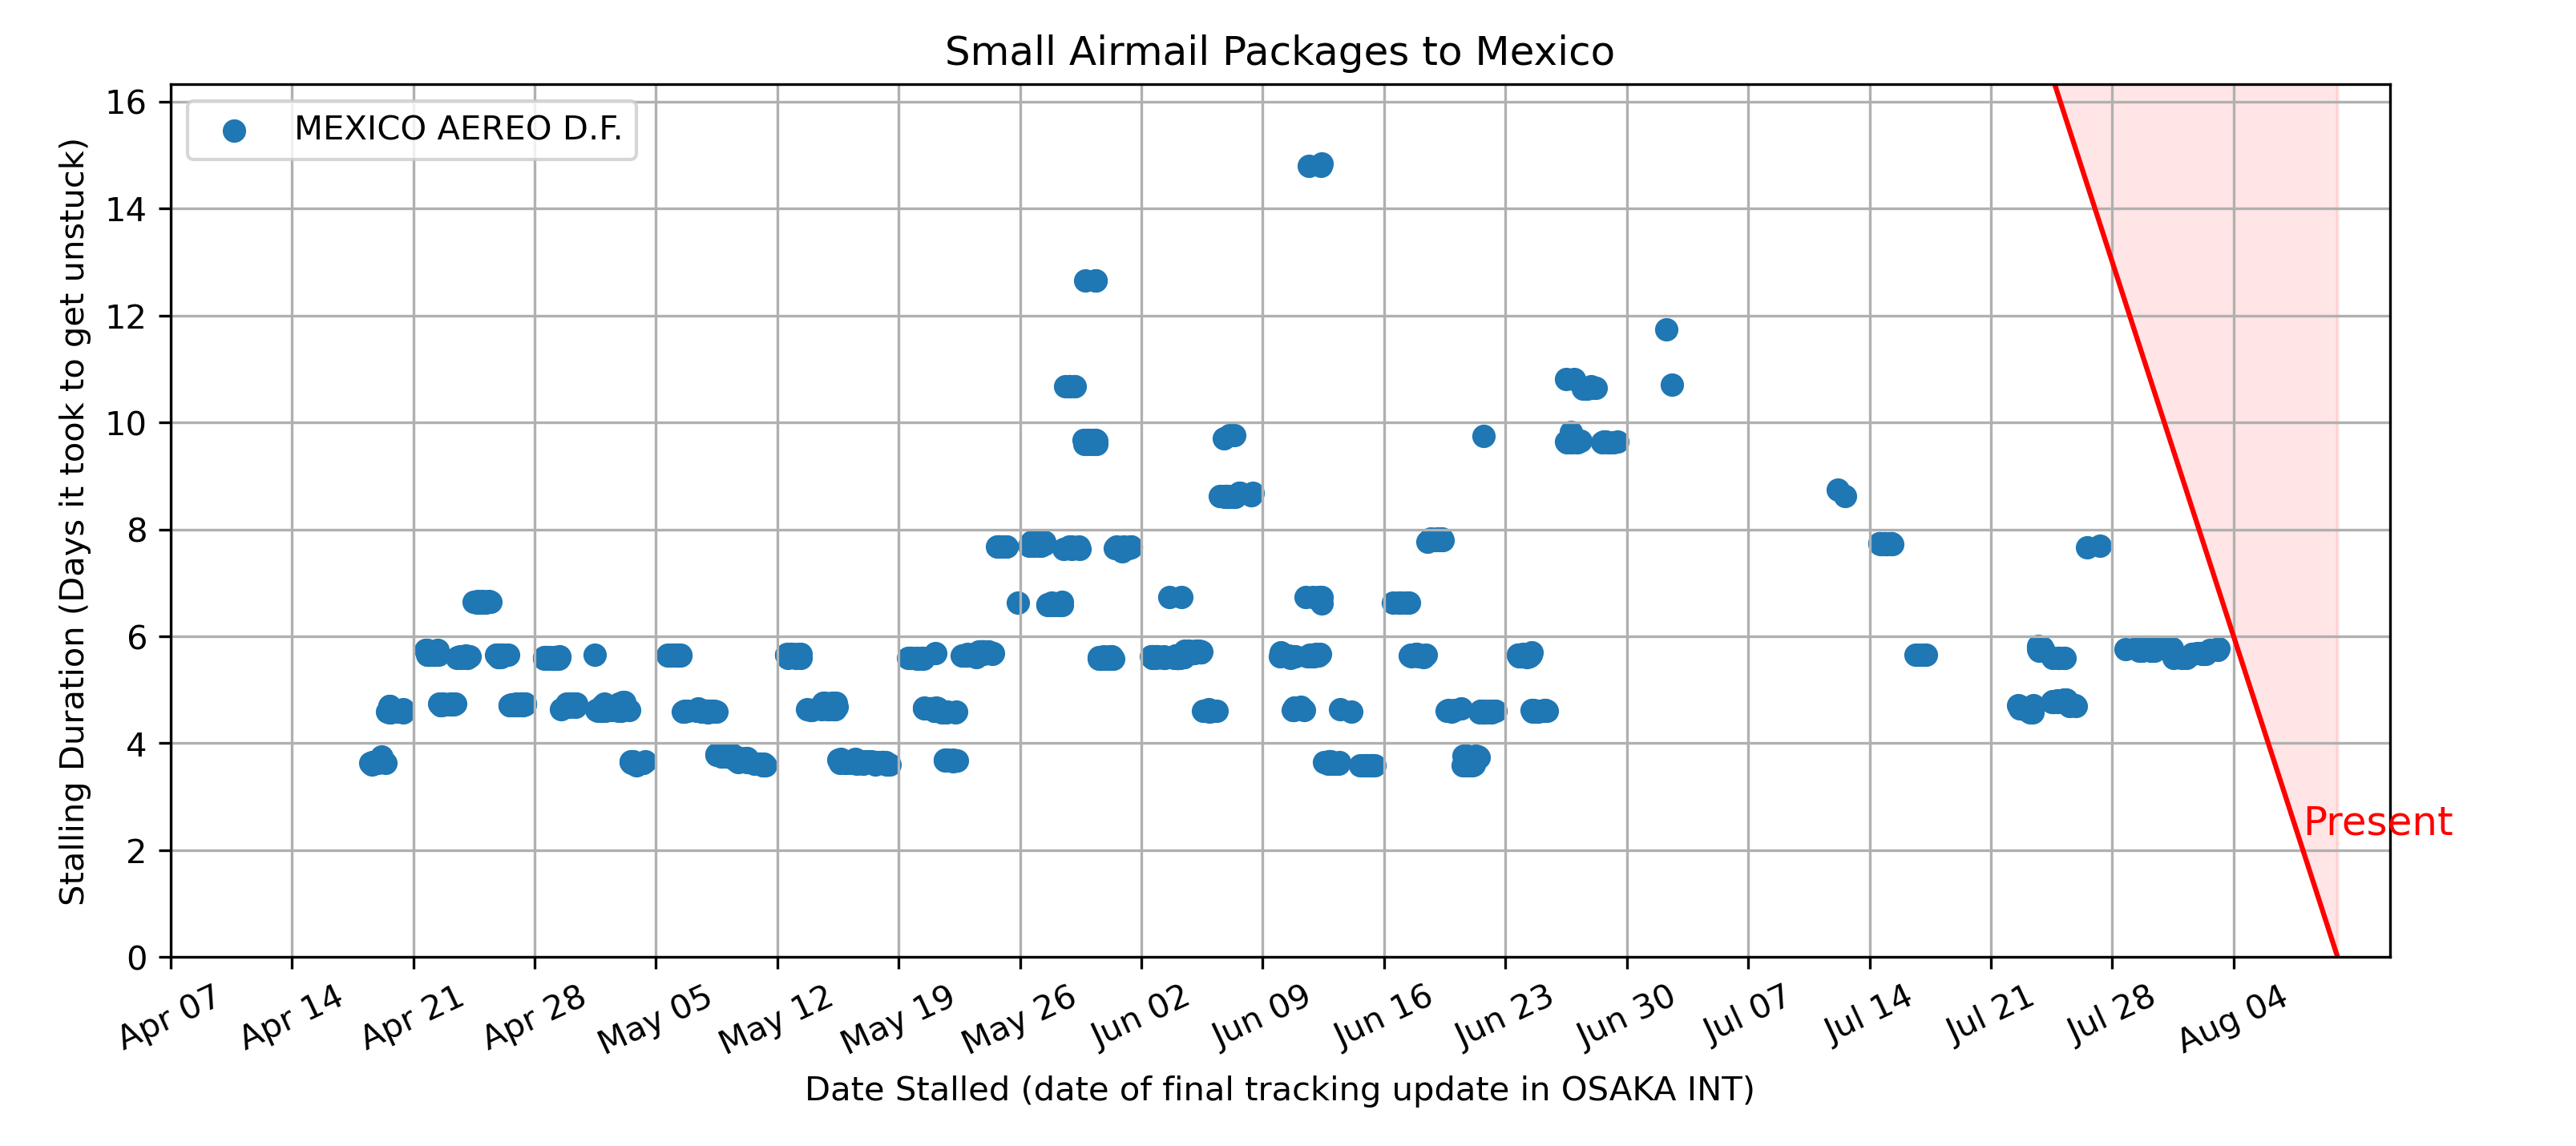 Small Airmail Packages to Mexico
MEXICO AEREO D.F.
Stalling Duration (Days it took to get unstuck)
16
14
12
10
8
6
4
2
0
Present
Apr 07
Apr 14
Apr 21
Apr 28
May 05
May 12
May 19
May 26
Jun 02
Jun 09
Jun 16
Jun 23
Jun 30
Jul 07
Jul 14
Jul 21
Jul 28
Aug 04
Date Stalled (date of final tracking update in OSAKA INT)